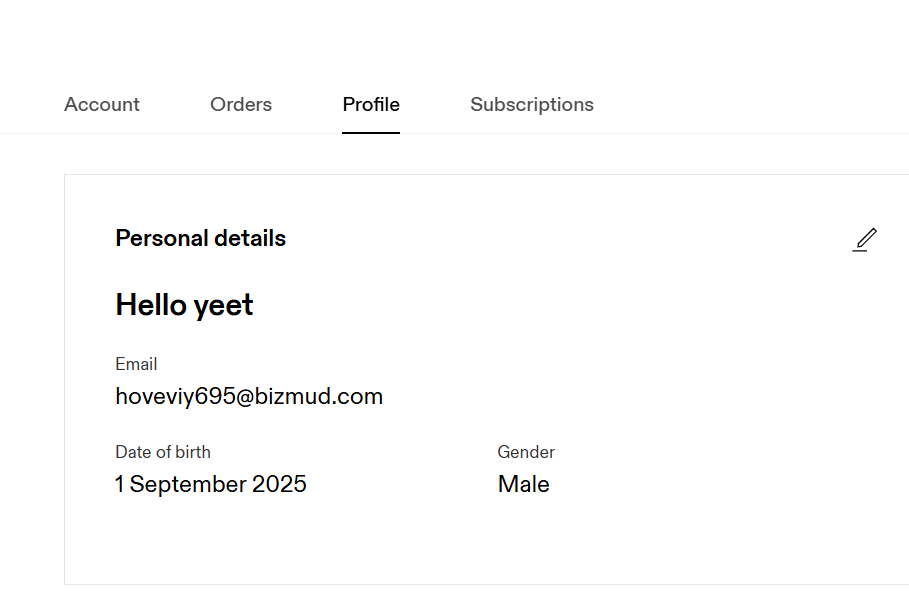 Account Orders Profile Subscriptions
Personal details
Hello yeet
Email
hoveviy695@bizmud.com
Date of birth Gender
1 September 2025 Male